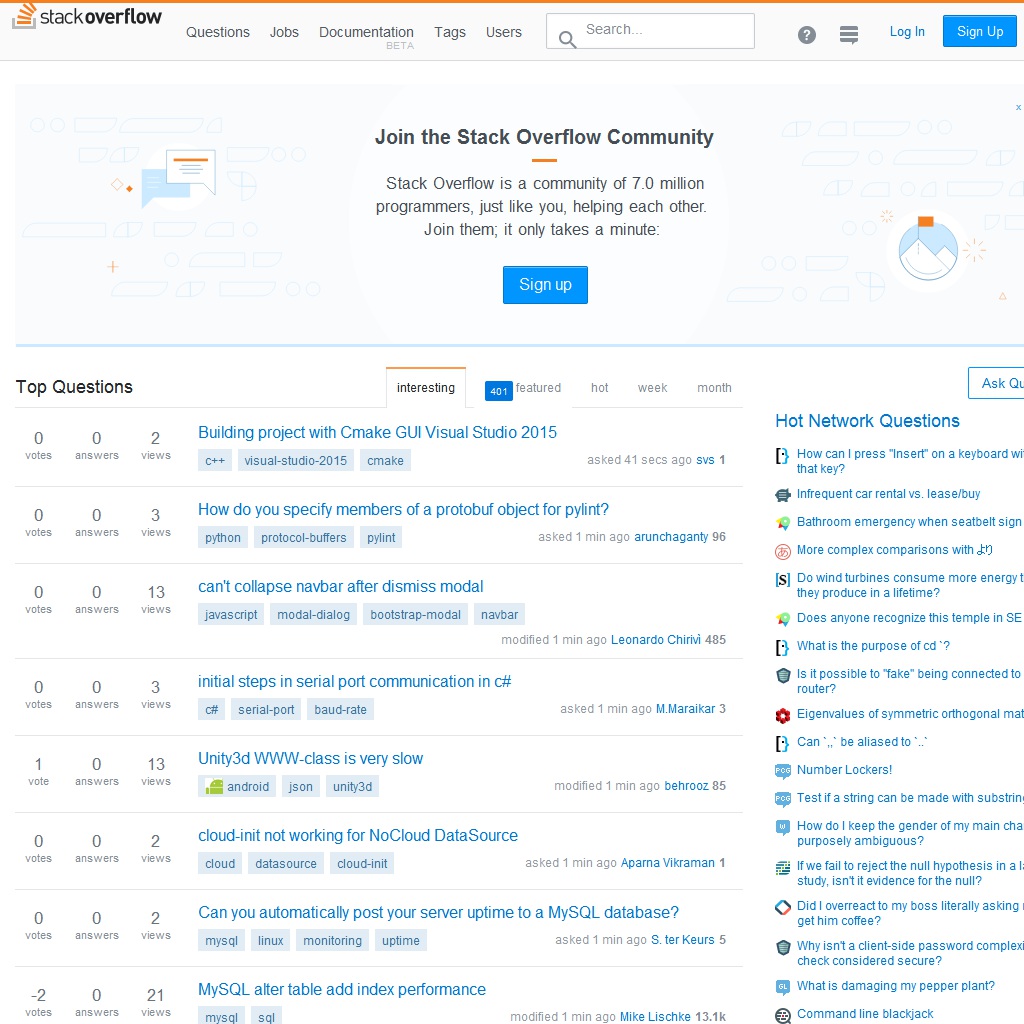 stackoverflow
Questions Jobs Documentation Tags Users Search... ? Log In Sign Up
BETA
x
Join the Stack Overflow Community
Stack Overflow is a community of 7.0 million
programmers, just like you, helping each other.
Join them; it only takes a minute:
Sign up
Top Questions
interesting 401 featured hot week month
0 votes 0 answers 2 views
Building project with Cmake GUI Visual Studio 2015
c++ visual-studio-2015 cmake
asked 41 secs ago svs 1
0 votes 0 answers 3 views
How do you specify members of a protobuf object for pylint?
python protocol-buffers pylint
asked 1 min ago arunchaganty 96
0 votes 0 answers 13 views
can't collapse navbar after dismiss modal
javascript modal-dialog bootstrap-modal navbar
modified 1 min ago Leonardo Chirivì 485
0 votes 0 answers 3 views
initial steps in serial port communication in c#
c# serial-port baud-rate
asked 1 min ago M.Maraikar 3
1 vote 0 answers 13 views
Unity3d WWW-class is very slow
android json unity3d
modified 1 min ago behrooz 85
0 votes 0 answers 2 views
cloud-init not working for NoCloud DataSource
cloud datasource cloud-init
asked 1 min ago Aparna Vikraman 1
0 votes 0 answers 2 views
Can you automatically post your server uptime to a MySQL database?
mysql linux monitoring uptime
asked 1 min ago S. ter Keurs 5
-2 votes 0 answers 21 views
MySQL alter table add index performance
mysql sql
modified 1 min ago Mike Lischke 13.1k
Ask Qu
Hot Network Questions
How can I press "Insert" on a keyboard wi
that key?
Infrequent car rental vs. lease/buy
Bathroom emergency when seatbelt sign
More complex comparisons with より
Do wind turbines consume more energy t
they produce in a lifetime?
Does anyone recognize this temple in SE
What is the purpose of cd `?
Is it possible to "fake" being connected to
router?
Eigenvalues of symmetric orthogonal mat
Can `,,` be aliased to `..`
Number Lockers!
Test if a string can be made with substrin
How do I keep the gender of my main cha
purposely ambiguous?
If we fail to reject the null hypothesis in a la
study, isn't it evidence for the null?
Did I overreact to my boss literally asking
get him coffee?
Why isn't a client-side password complexi
check considered secure?
What is damaging my pepper plant?
Command line blackjack